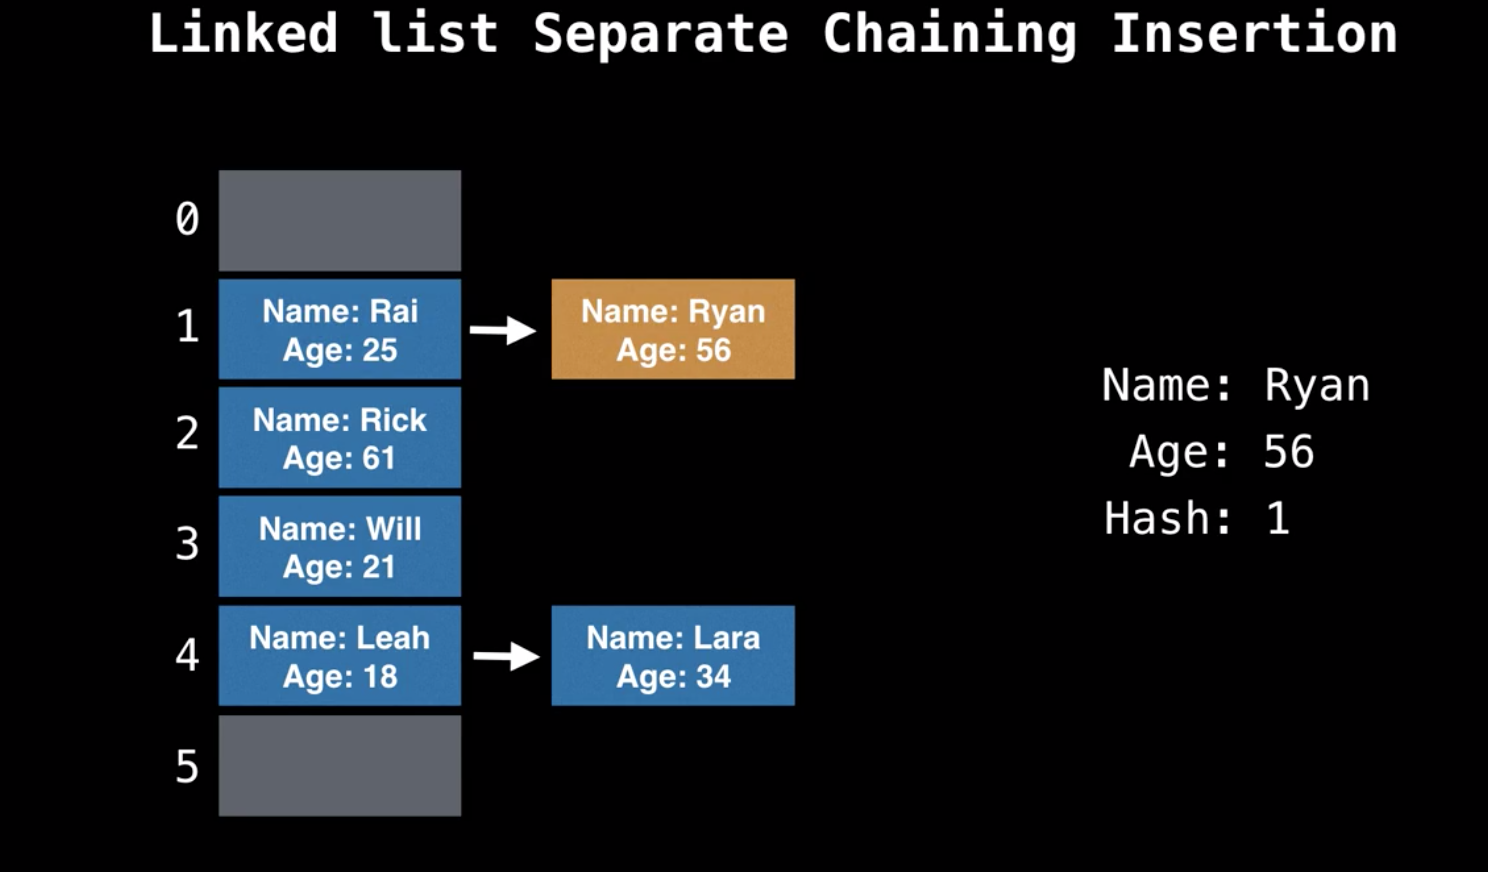 Linked list Separate Chaining Insertion
0
1
Name: Rai
Age: 25
Name: Ryan
Age: 56
2
Name: Rick
Age: 61
3
Name: Will
Age: 21
4
Name: Leah
Age: 18
Name: Lara
Age: 34
5
Name: Ryan
Age: 56
Hash: 1